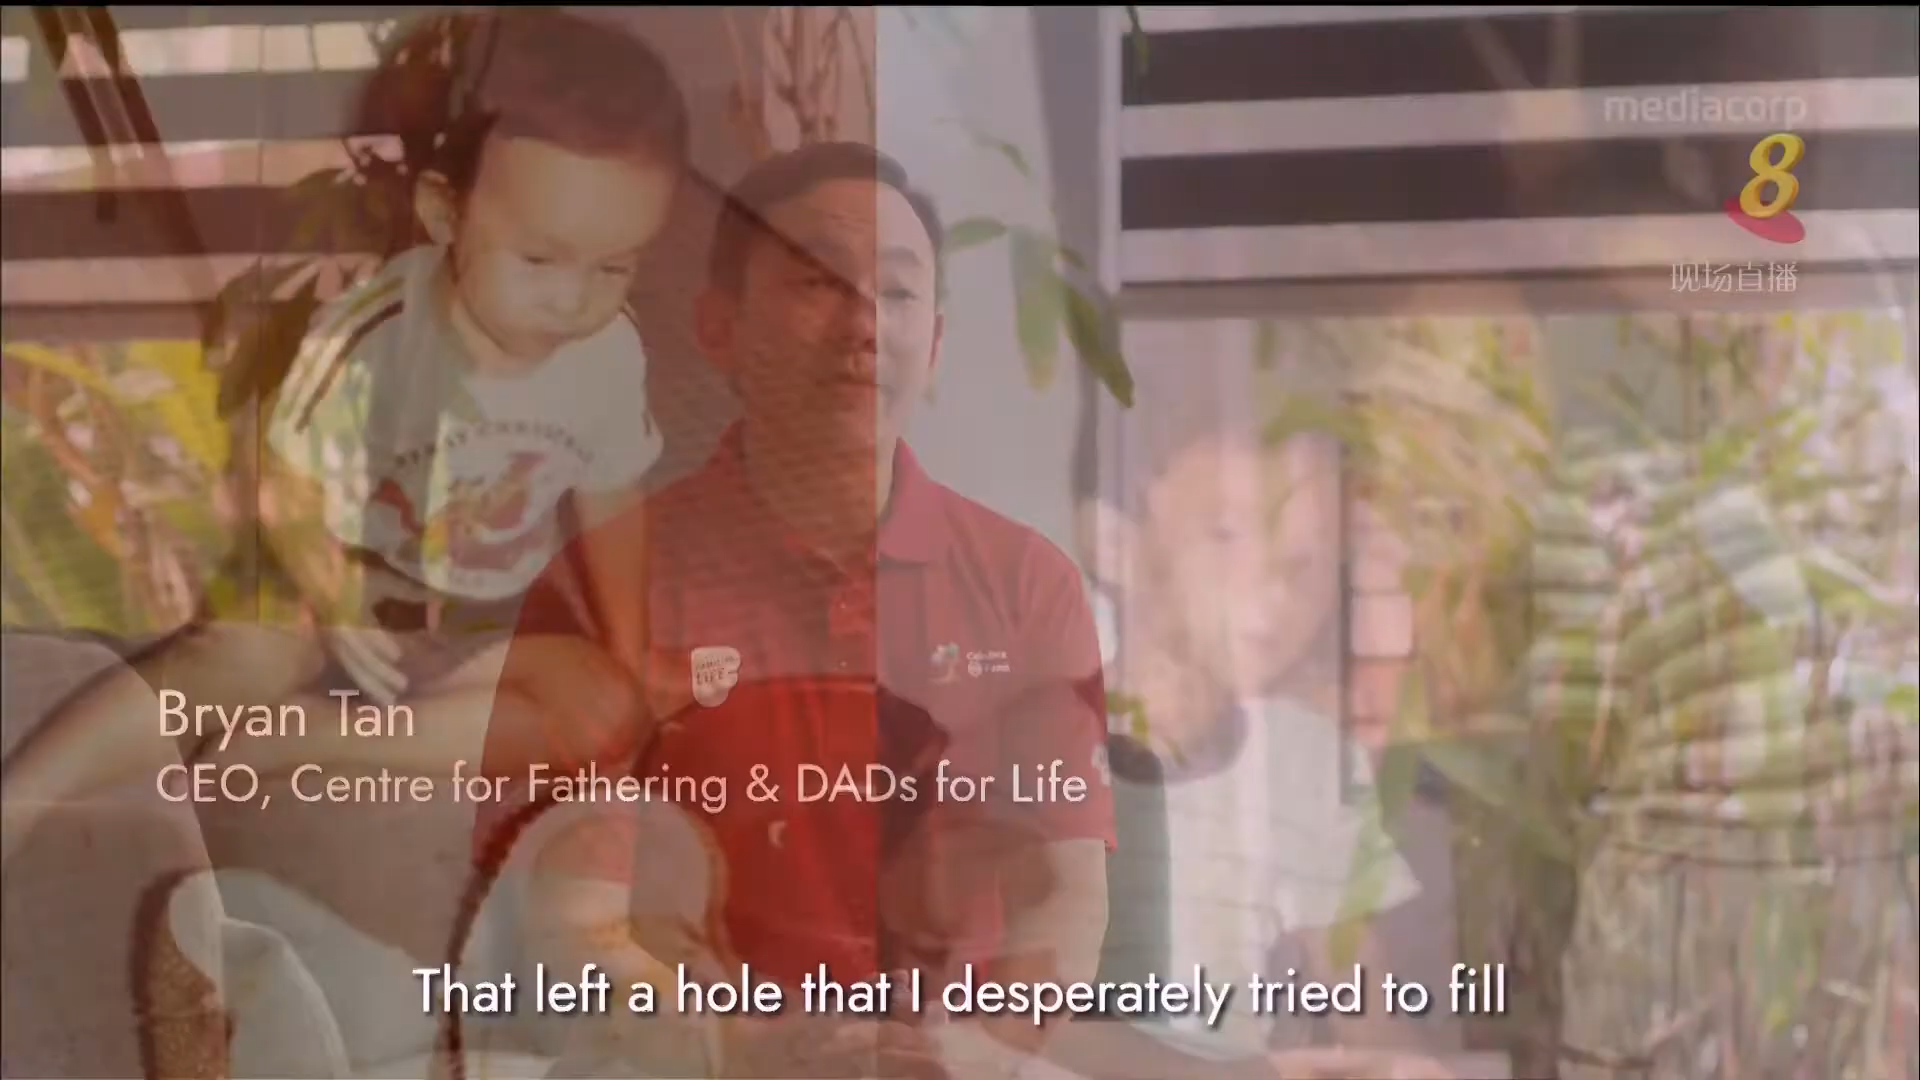 mediacorp
8
现场直播
LIFE
Bryan Tan
CEO, Centre for Fathering & DADs for Life
That left a hole that I desperately tried to fill